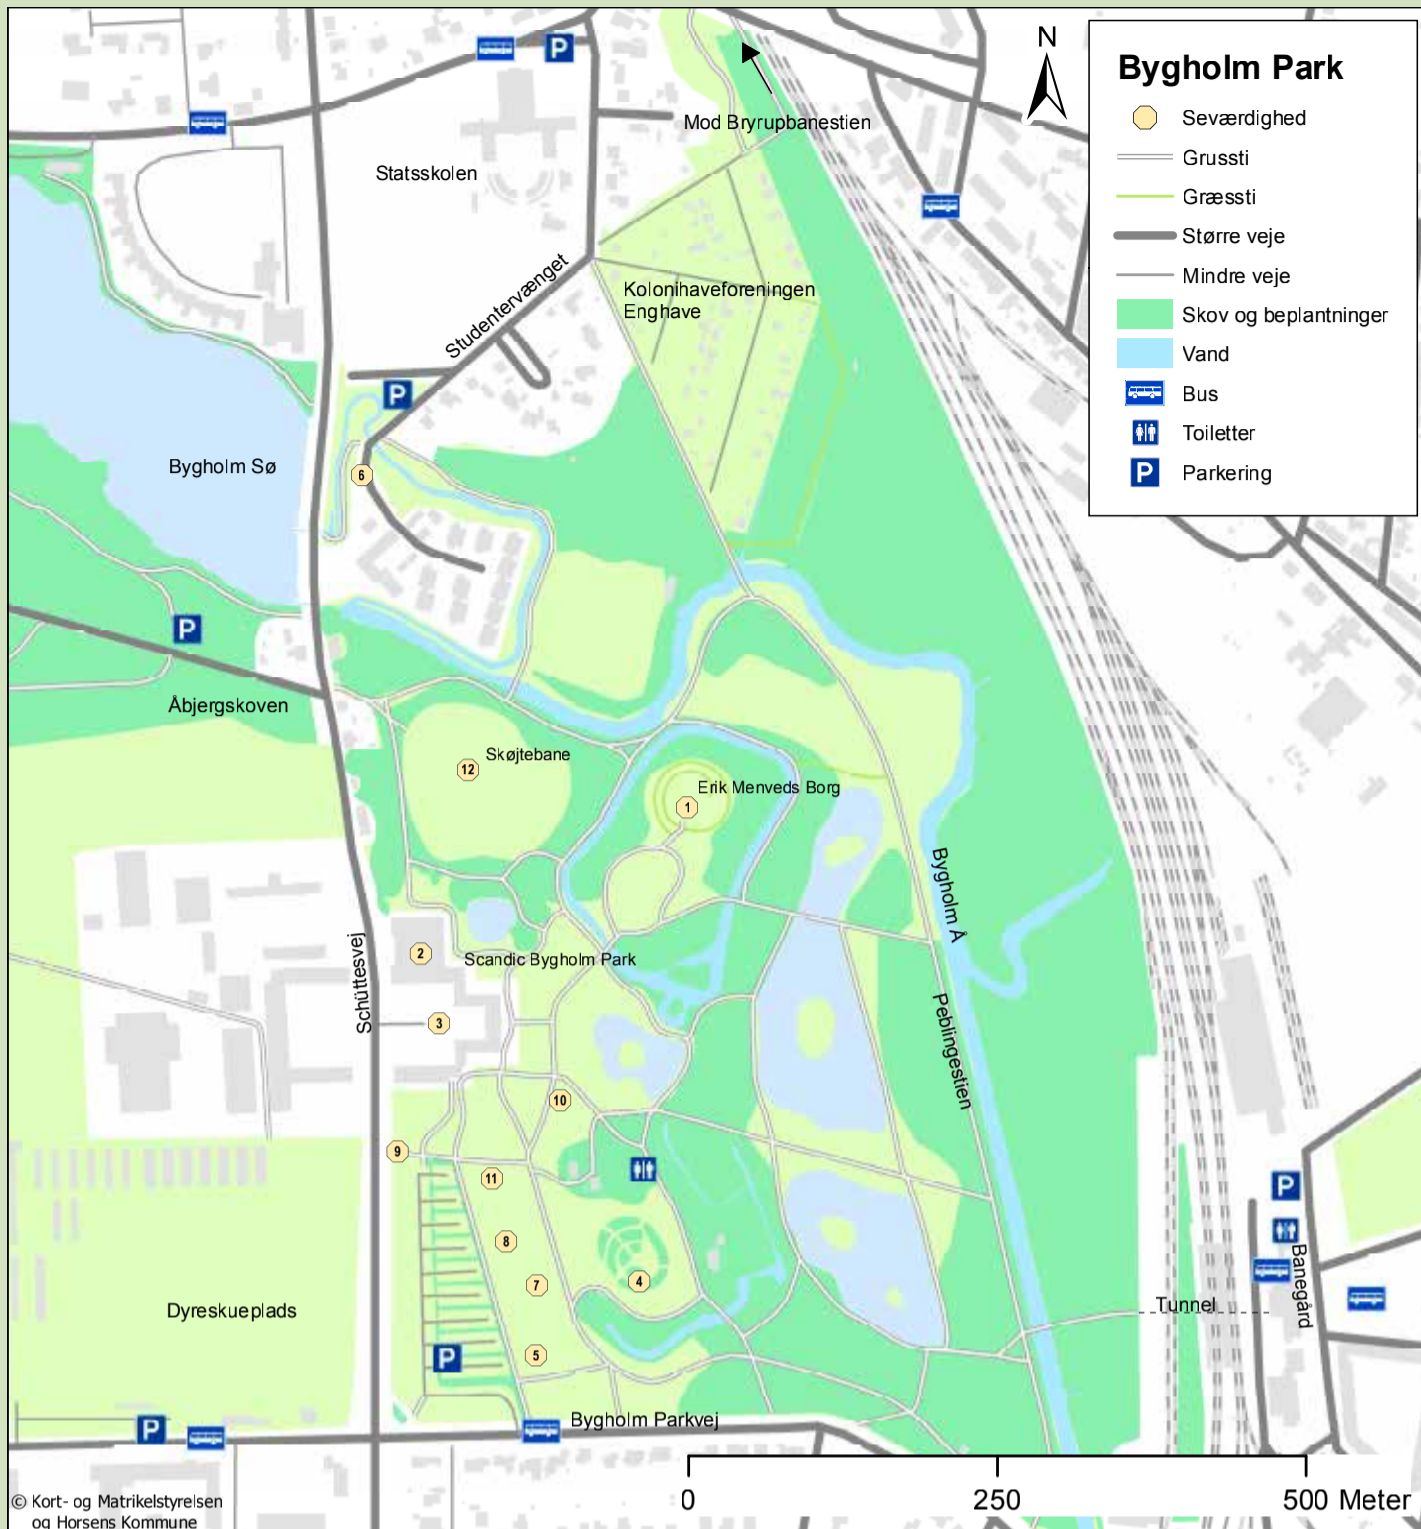 Bygholm Park
Seværdighed
Grussti
Græssti
Større veje
Mindre veje
Skov og beplantninger
Vand
Bus
Toiletter
P Parkering
N
P
Mod Bryrupbanestien
Statsskolen
Studentervænget
Kolonihaveforeningen
Enghave
P
Bygholm Sø
6
P
Åbjergskoven
Skøjtebane
12
Erik Menveds Borg
1
Bygholm Å
Schüttesvej
2
Scandic Bygholm Park
3
Peblingestien
10
9
11
8
7
4
5
P
Dyreskueplads
P
Bygholm Parkvej
P
Banegård
Tunnel
0 250 500 Meter
© Kort- og Matrikelstyrelsen
og Horsens Kommune